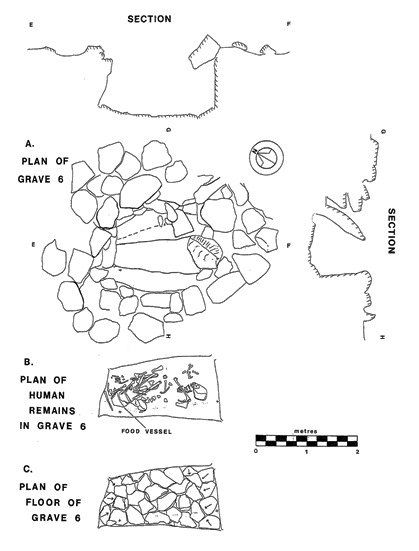 SECTION
E F
A.
PLAN OF
GRAVE 6
G
E F
H
G
SECTION
H
B.
PLAN OF
HUMAN
REMAINS
IN GRAVE 6
FOOD VESSEL
metres
0 1 2
C.
PLAN OF
FLOOR OF
GRAVE 6